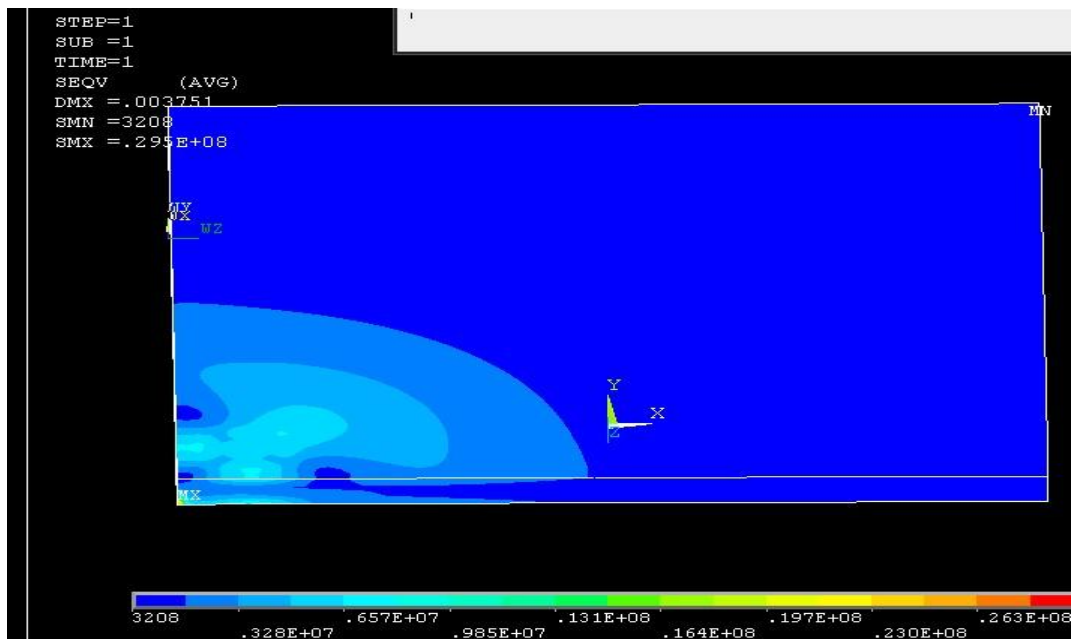 STEP=1
SUB =1
TIME=1
SEQV (AVG)
DMX =.003751
SMN =3208
SMX =.295E+08
MN
WY
WX
WZ
Y
X
Z
MX
3208 .657E+07 .131E+08 .197E+08 .263E+08
.328E+07 .985E+07 .164E+08 .230E+08